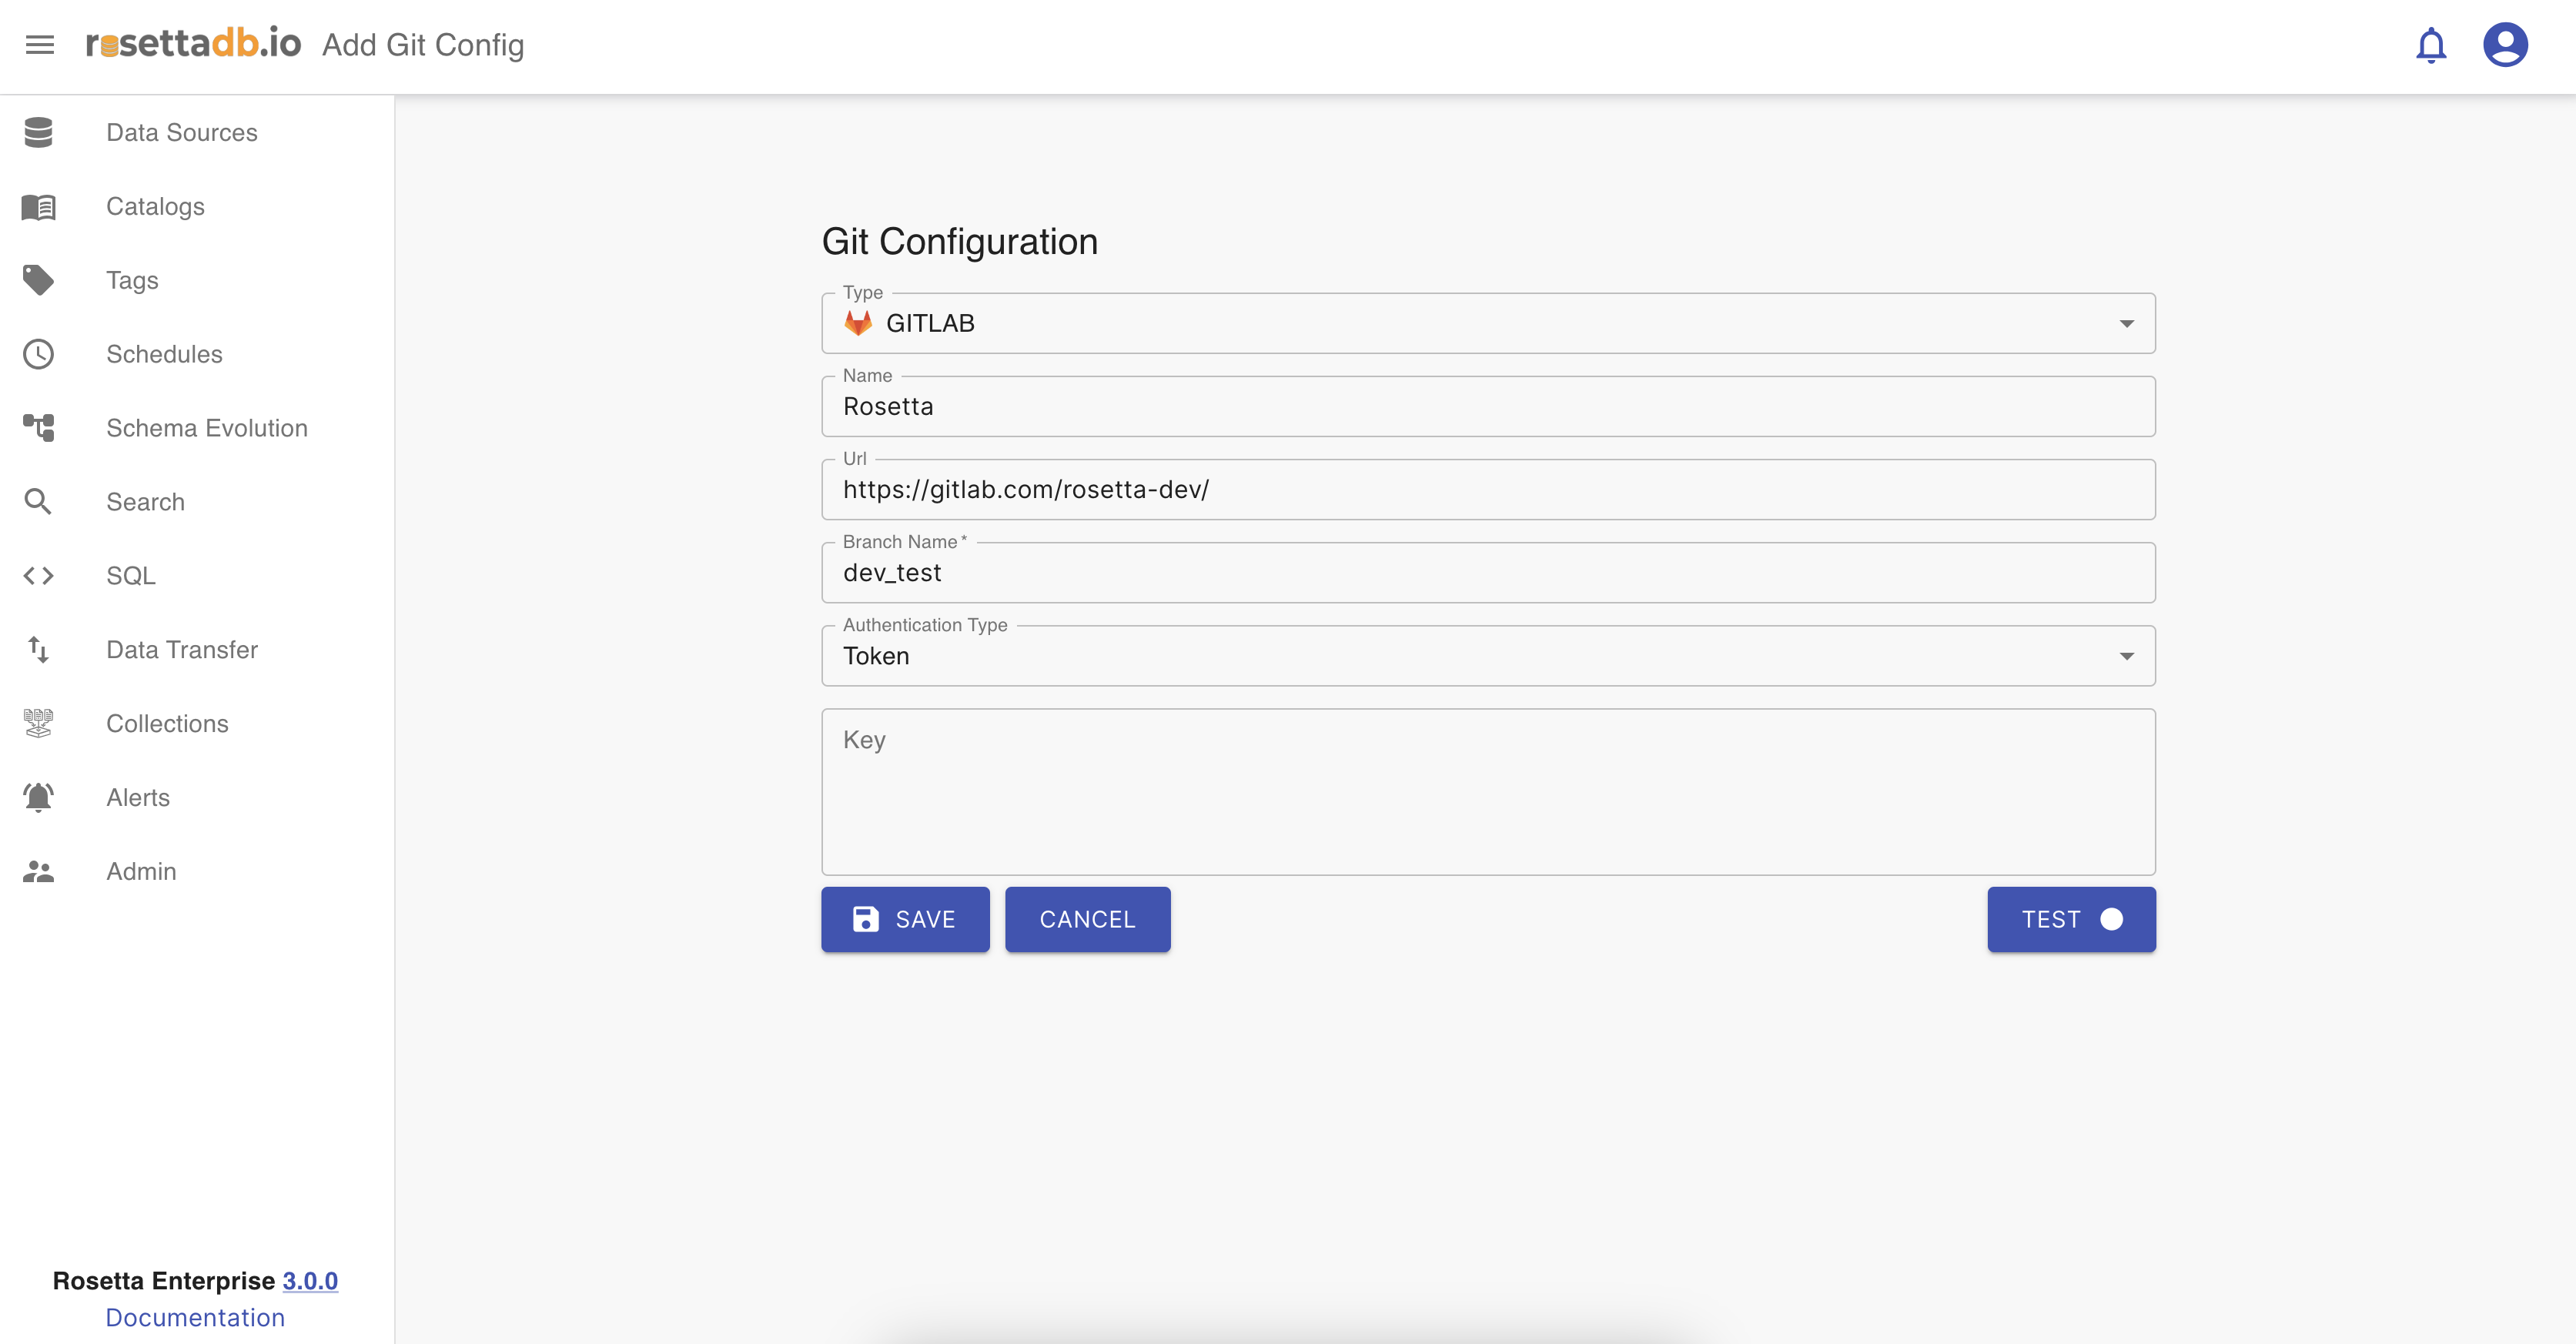 rosettadb.io Add Git Config
Data Sources
Catalogs
Tags
Schedules
Schema Evolution
Search
SQL
Data Transfer
Collections
Alerts
Admin
Rosetta Enterprise 3.0.0
Documentation
Git Configuration
Type
GITLAB
Name
Rosetta
Url
https://gitlab.com/rosetta-dev/
Branch Name *
dev_test
Authentication Type
Token
Key
SAVE CANCEL TEST